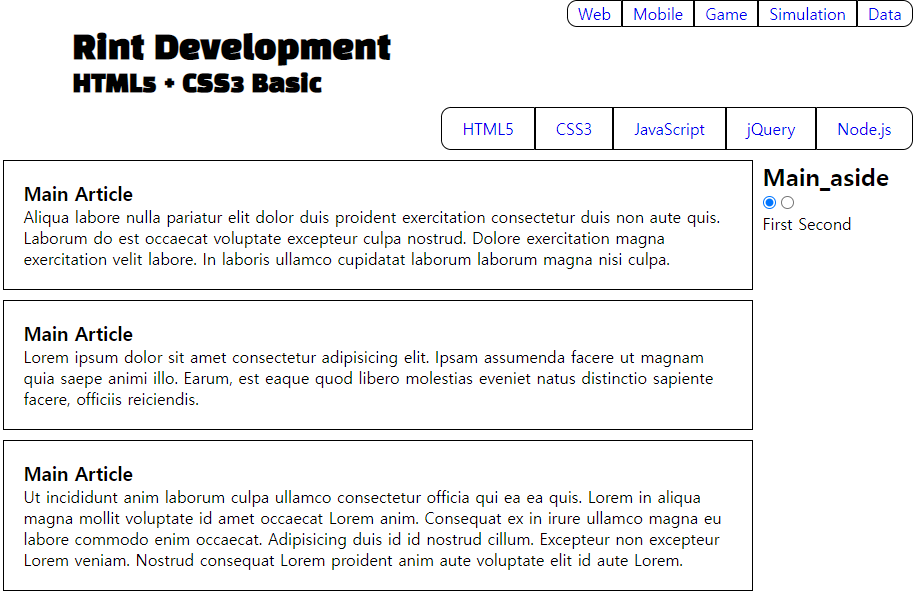 Web Mobile Game Simulation Data
Rint Development
HTML5 + CSS3 Basic
HTML5 CSS3 JavaScript jQuery Node.js
Main Article
Aliqua labore nulla pariatur elit dolor duis proident exercitation consectetur duis non aute quis.
Laborum do est occaecat voluptate excepteur culpa nostrud. Dolore exercitation magna
exercitation velit labore. In laboris ullamco cupidatat laborum laborum magna nisi culpa.
Main_aside
First Second
Main Article
Lorem ipsum dolor sit amet consectetur adipisicing elit. Ipsam assumenda facere ut magnam
quia saepe animi illo. Earum, est eaque quod libero molestias eveniet natus distinctio sapiente
facere, officiis reiciendis.
Main Article
Ut incididunt anim laborum culpa ullamco consectetur officia qui ea ea quis. Lorem in aliqua
magna mollit voluptate id amet occaecat Lorem anim. Consequat ex in irure ullamco magna eu
labore commodo enim occaecat. Adipisicing duis id id nostrud cillum. Excepteur non excepteur
Lorem veniam. Nostrud consequat Lorem proident anim aute voluptate elit id aute Lorem.